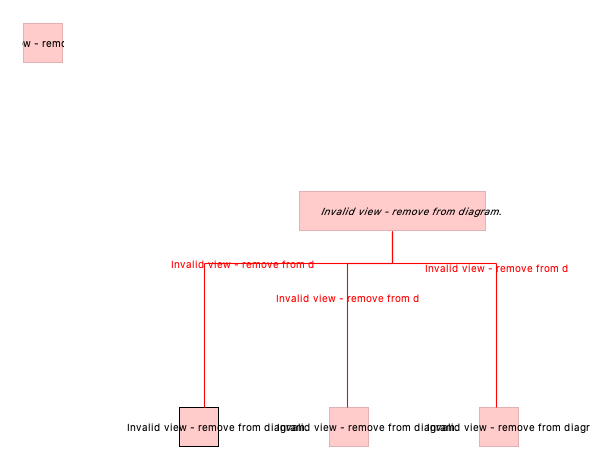 w - remo
Invalid view - remove from diagram.
Invalid view - remove from d
Invalid view - remove from d
Invalid view - remove from d
Invalid view - remove from diagram.
Invalid view - remove from diagram.
Invalid view - remove from diagr